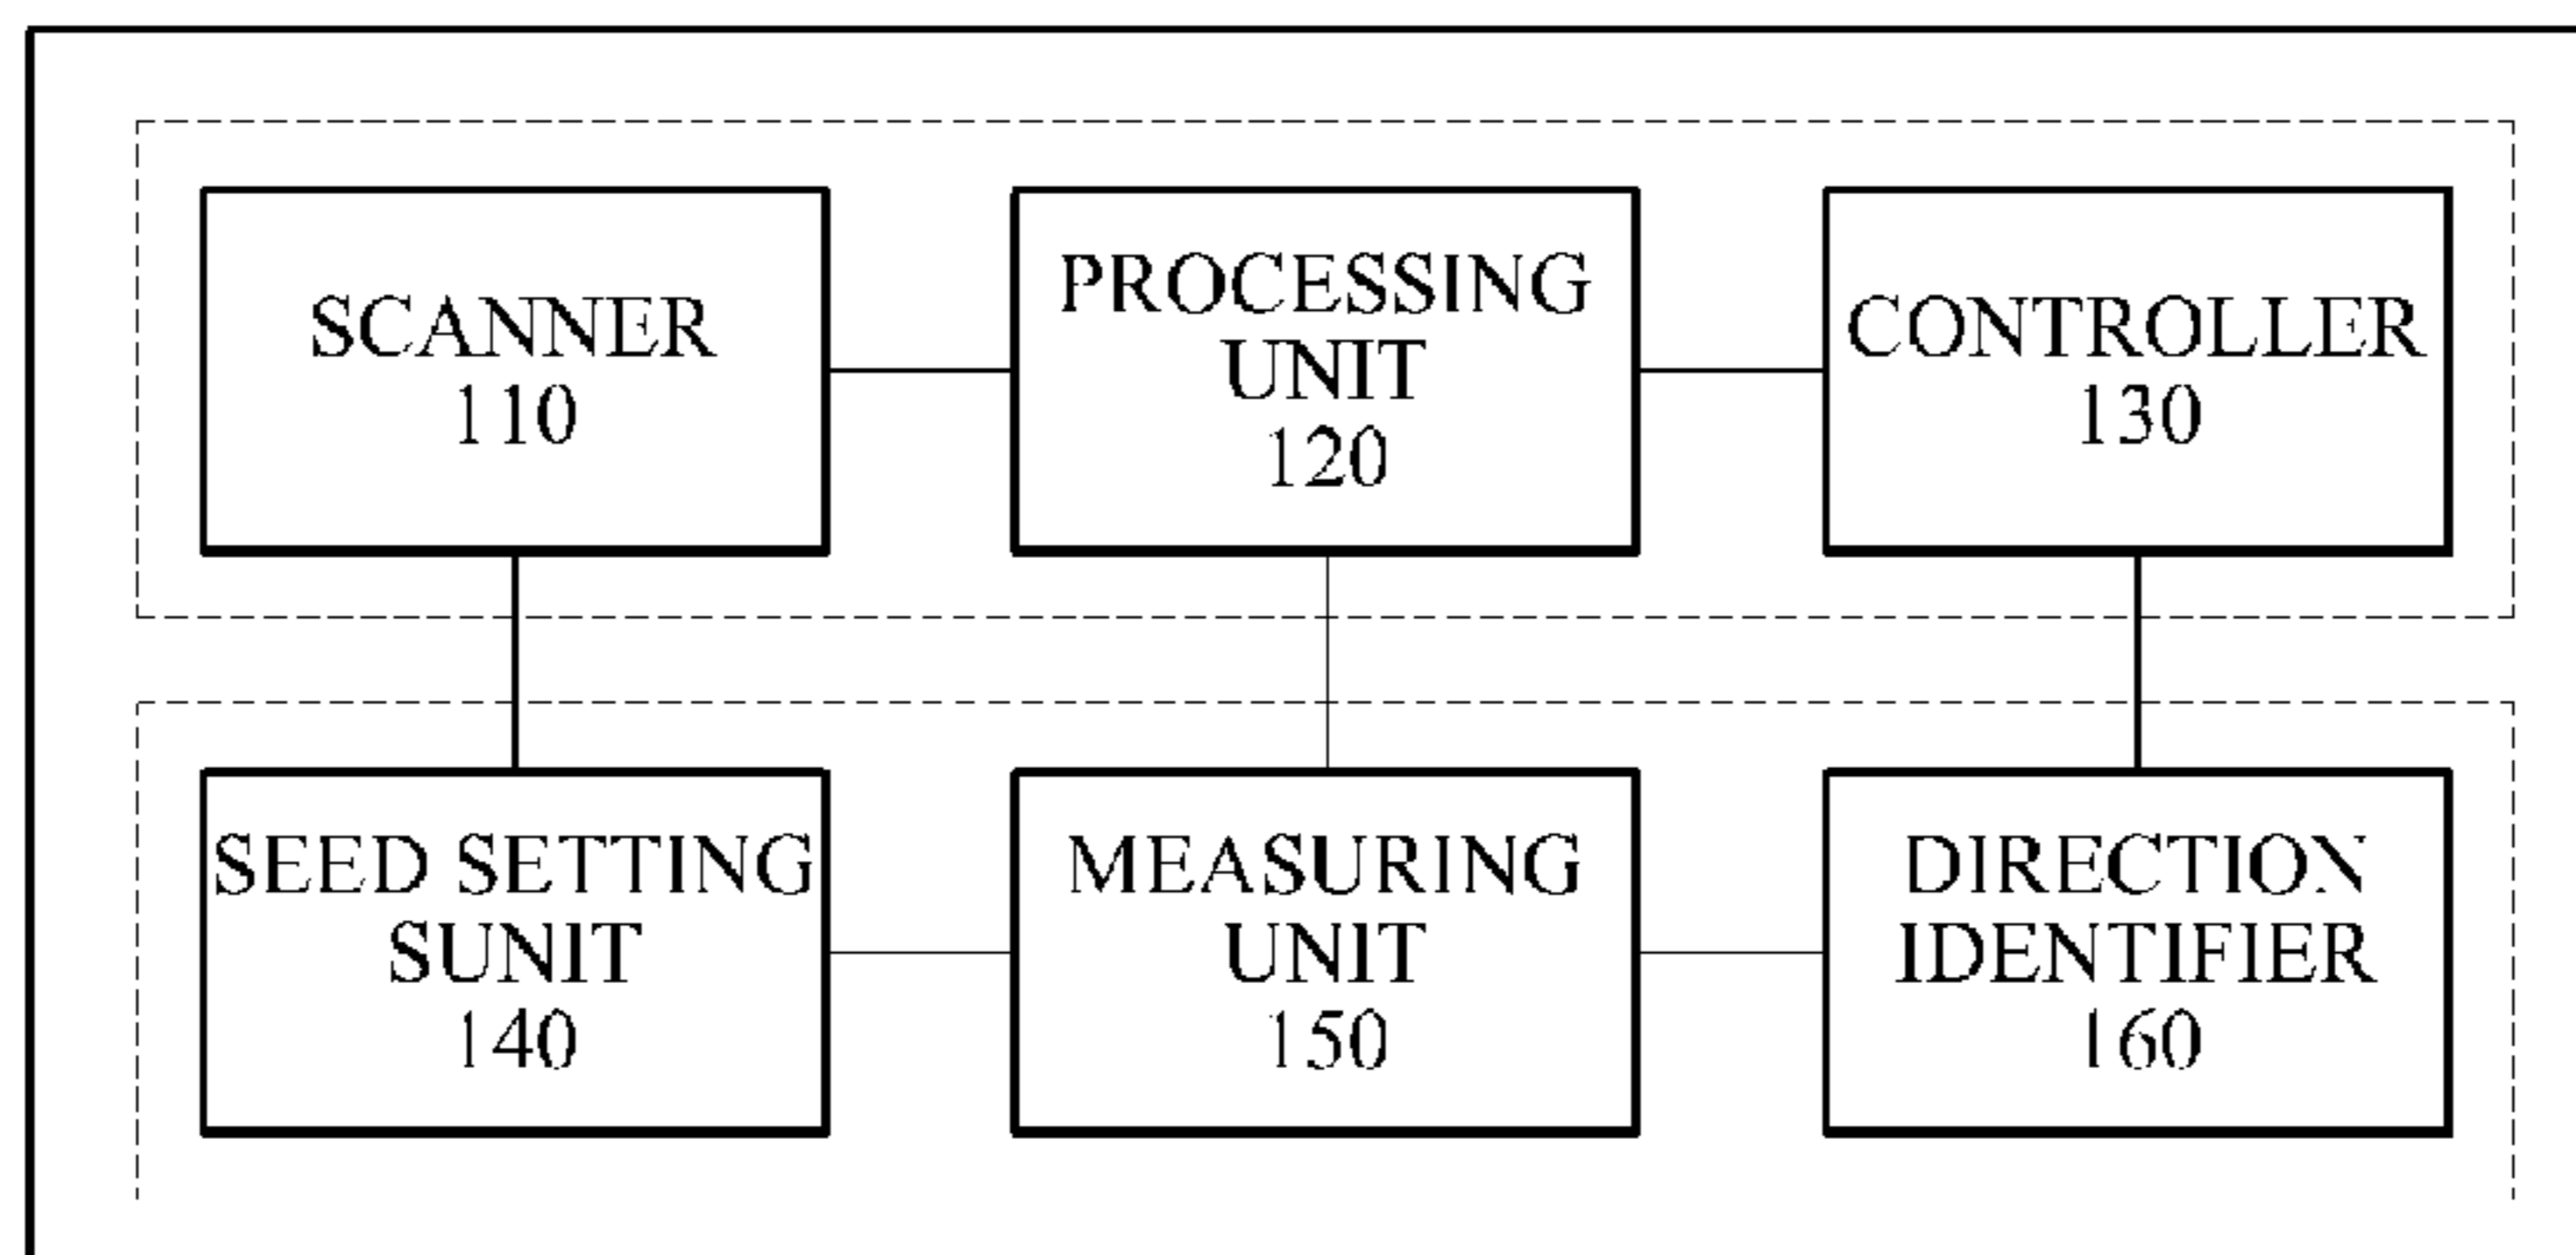 SCANNER
110
PROCESSING
UNIT
120
CONTROLLER
130
SEED SETTING
SUNIT
140
MEASURING
UNIT
150
DIRECTION
IDENTIFIER
160